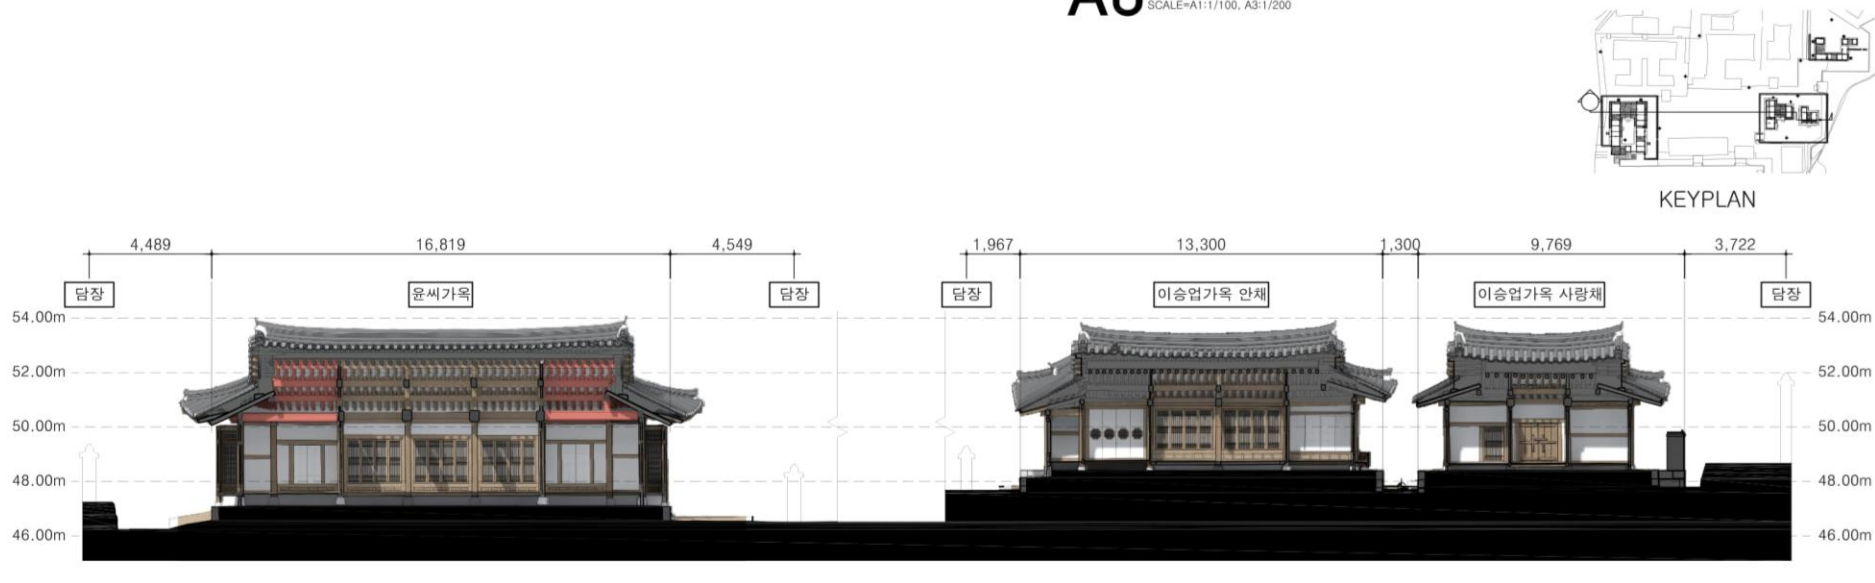 SCALE=A1:1/100, A3:1/200
KEYPLAN
4,489 16,819 4,549 1,967 13,300 1,300 9,769 3,722
담장 윤씨가옥 담장 담장 이승업가옥 안채 이승업가옥 사랑채 담장
54.00m 54.00m
52.00m 52.00m
50.00m 50.00m
48.00m 48.00m
46.00m 46.00m